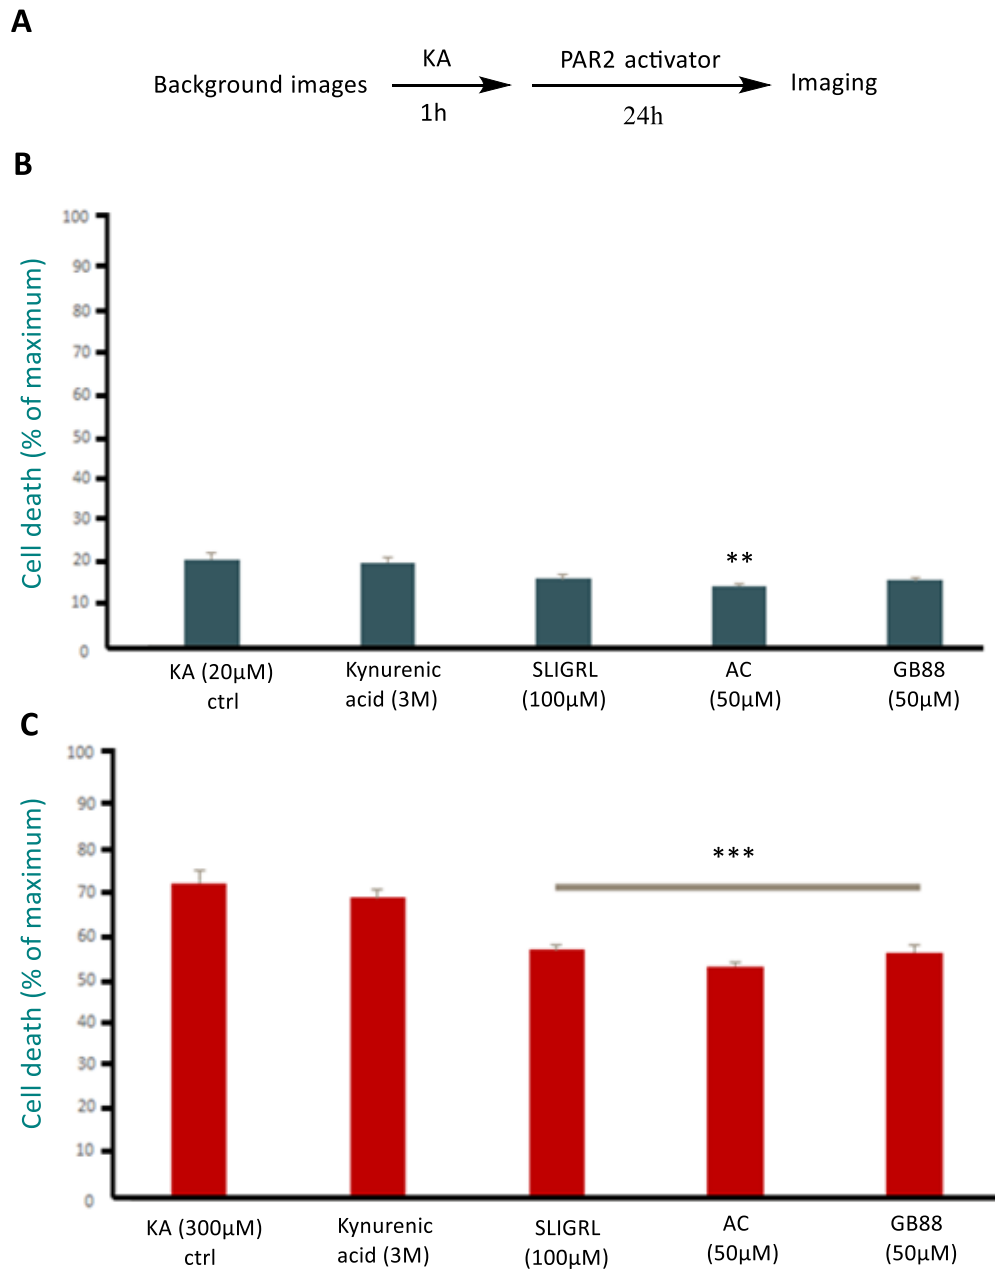 A
Background images
KA
1h
PAR2 activator
24h
Imaging
B
Cell death (% of maximum)
100
90
80
70
60
50
40
30
20
10
0
**
KA (20µM)
ctrl
Kynurenic
acid (3M)
SLIGRL
(100µM)
AC
(50µM)
GB88
(50µM)
C
Cell death (% of maximum)
100
90
80
70
60
50
40
30
20
10
0
***
KA (300µM)
ctrl
Kynurenic
acid (3M)
SLIGRL
(100µM)
AC
(50µM)
GB88
(50µM)